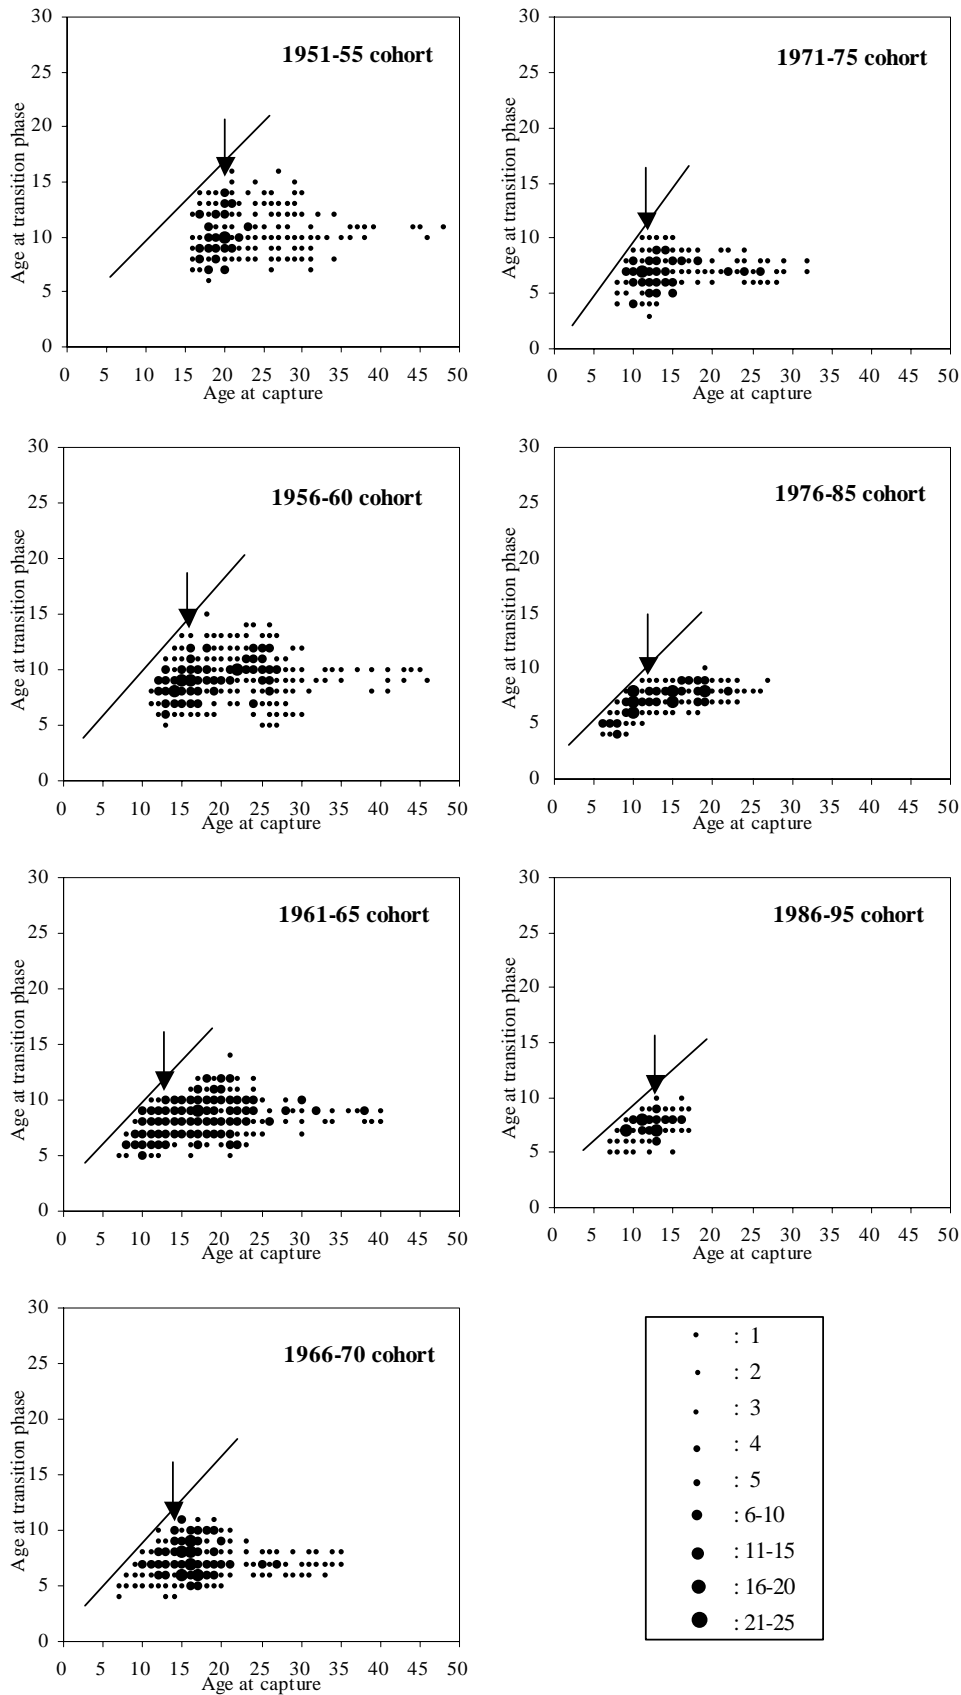 1951-55 cohort
30
25
20
15
10
5
0
Age at transition phase
0 5 10 15 20 25 30 35 40 45 50
Age at capture
1971-75 cohort
30
25
20
15
10
5
0
Age at transition phase
0 5 10 15 20 25 30 35 40 45 50
Age at capture
1956-60 cohort
30
25
20
15
10
5
0
Age at transition phase
0 5 10 15 20 25 30 35 40 45 50
Age at capture
1976-85 cohort
30
25
20
15
10
5
0
Age at transition phase
0 5 10 15 20 25 30 35 40 45 50
Age at capture
1961-65 cohort
30
25
20
15
10
5
0
Age at transition phase
0 5 10 15 20 25 30 35 40 45 50
Age at capture
1986-95 cohort
30
25
20
15
10
5
0
Age at transition phase
0 5 10 15 20 25 30 35 40 45 50
Age at capture
1966-70 cohort
30
25
20
15
10
5
0
Age at transition phase
0 5 10 15 20 25 30 35 40 45 50
Age at capture
: 1
: 2
: 3
: 4
: 5
: 6-10
: 11-15
: 16-20
: 21-25